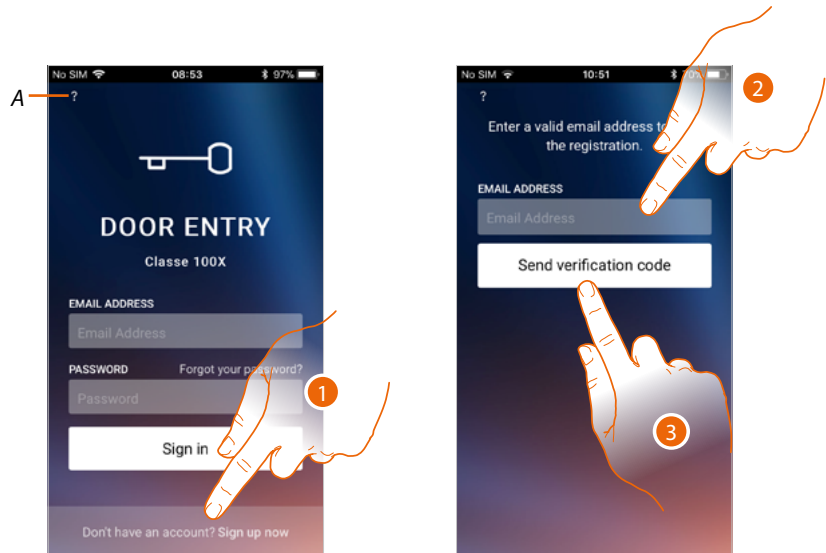 No SIM 08:53 97%
A
?
DOOR ENTRY
Classe 100X
EMAIL ADDRESS
Email Address
PASSWORD Forgot your password?
Password
Sign in
Don't have an account? Sign up now
1
No SIM 10:51 70%
?
Enter a valid email address to
the registration.
EMAIL ADDRESS
Email Address
Send verification code
2
3